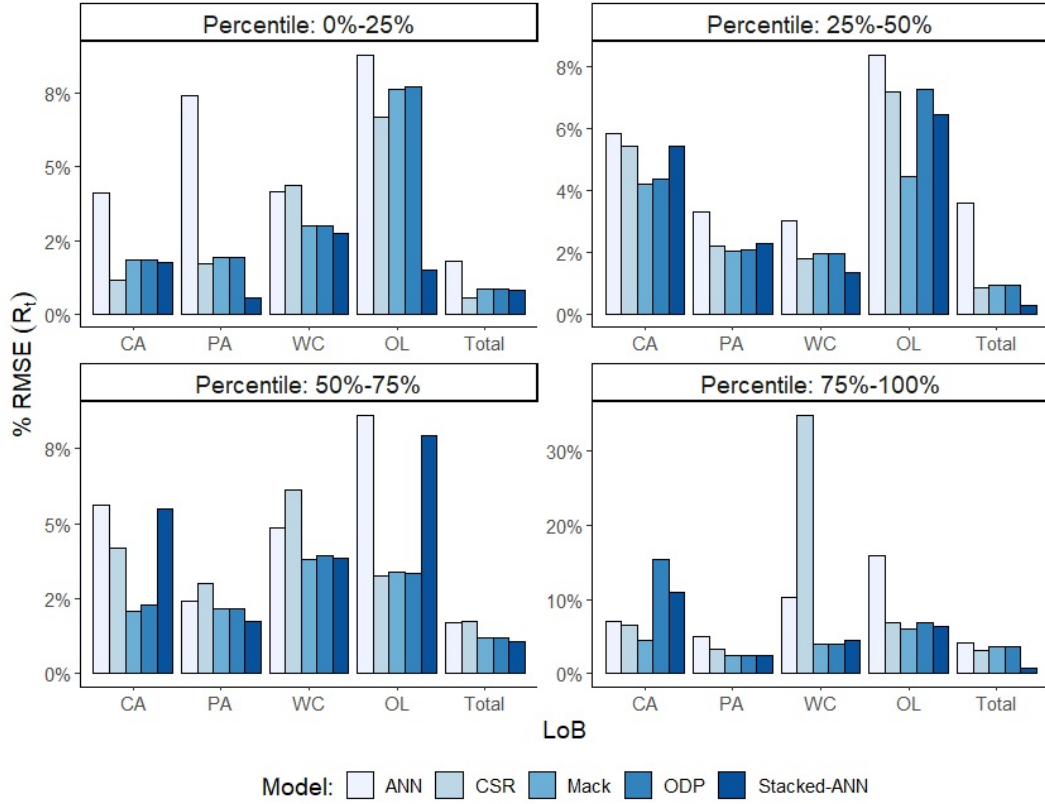 Percentile: 0%-25%
Percentile: 25%-50%
8%
5%
2%
0%
CA PA WC OL Total
8%
6%
4%
2%
0%
CA PA WC OL Total
% RMSE (Rₜ)
Percentile: 50%-75%
Percentile: 75%-100%
8%
5%
2%
0%
CA PA WC OL Total
30%
20%
10%
0%
CA PA WC OL Total
LoB
Model: ANN CSR Mack ODP Stacked-ANN